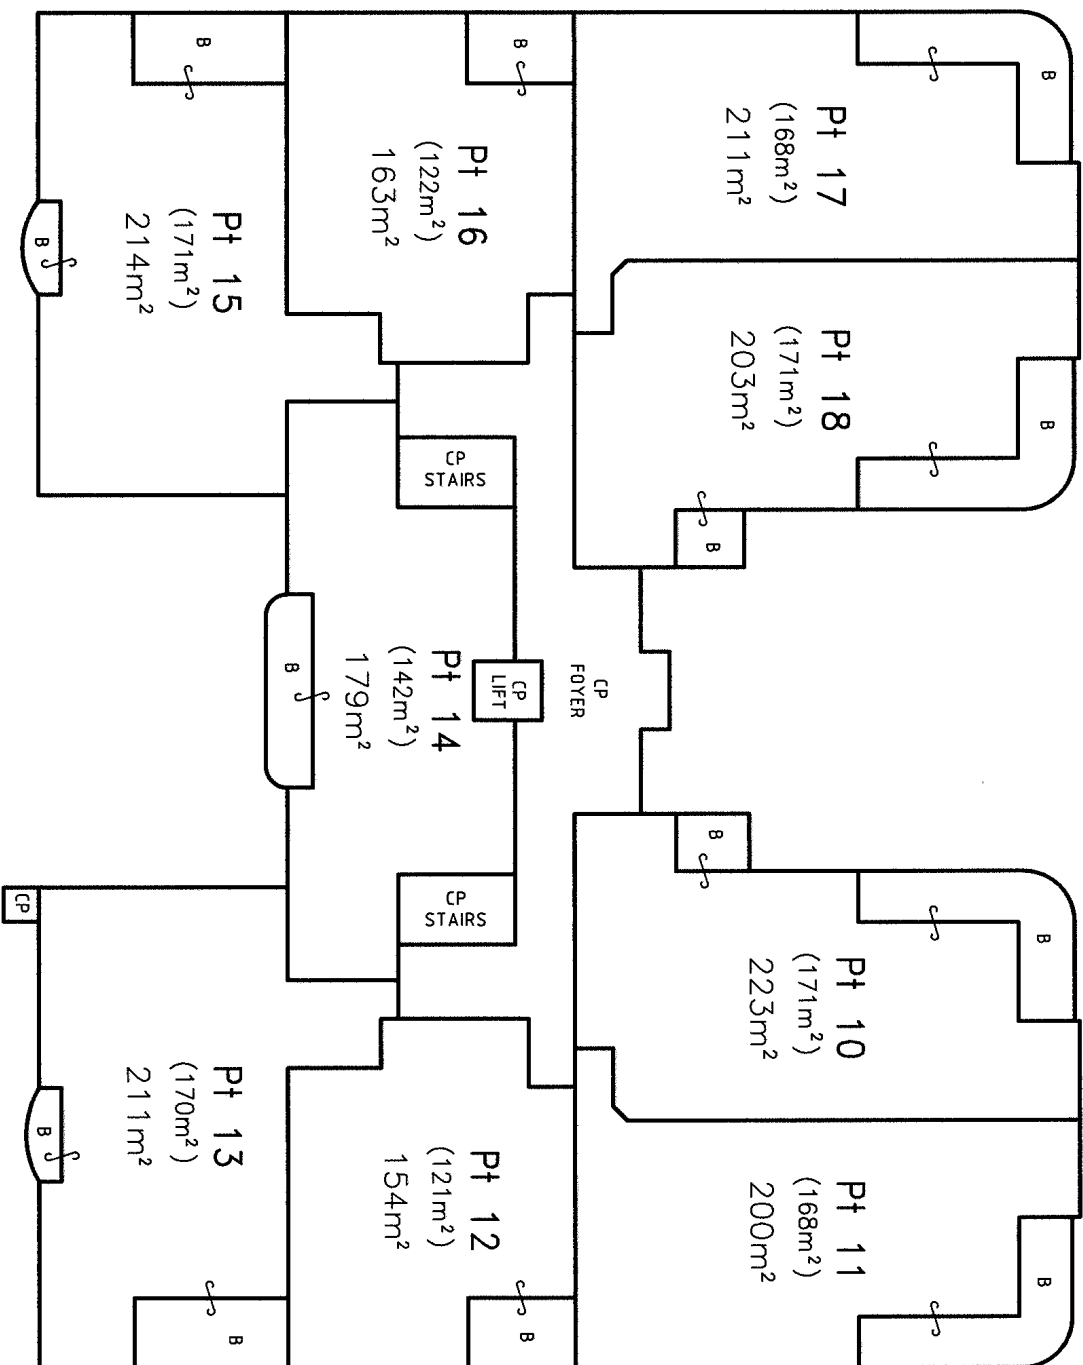 B
B
B
Pt 17
(168m²)
211m²
Pt 16
(122m²)
163m²
Pt 15
(171m²)
214m²
B
Pt 18
(171m²)
203m²
B
CP
STAIRS
B
Pt 14
(142m²)
179m²
B
CP
LIFT
CP
FOYER
B
CP
STAIRS
CP
B
Pt 10
(171m²)
223m²
Pt 13
(170m²)
211m²
B
Pt 12
(121m²)
154m²
Pt 11
(168m²)
200m²
B
B
B